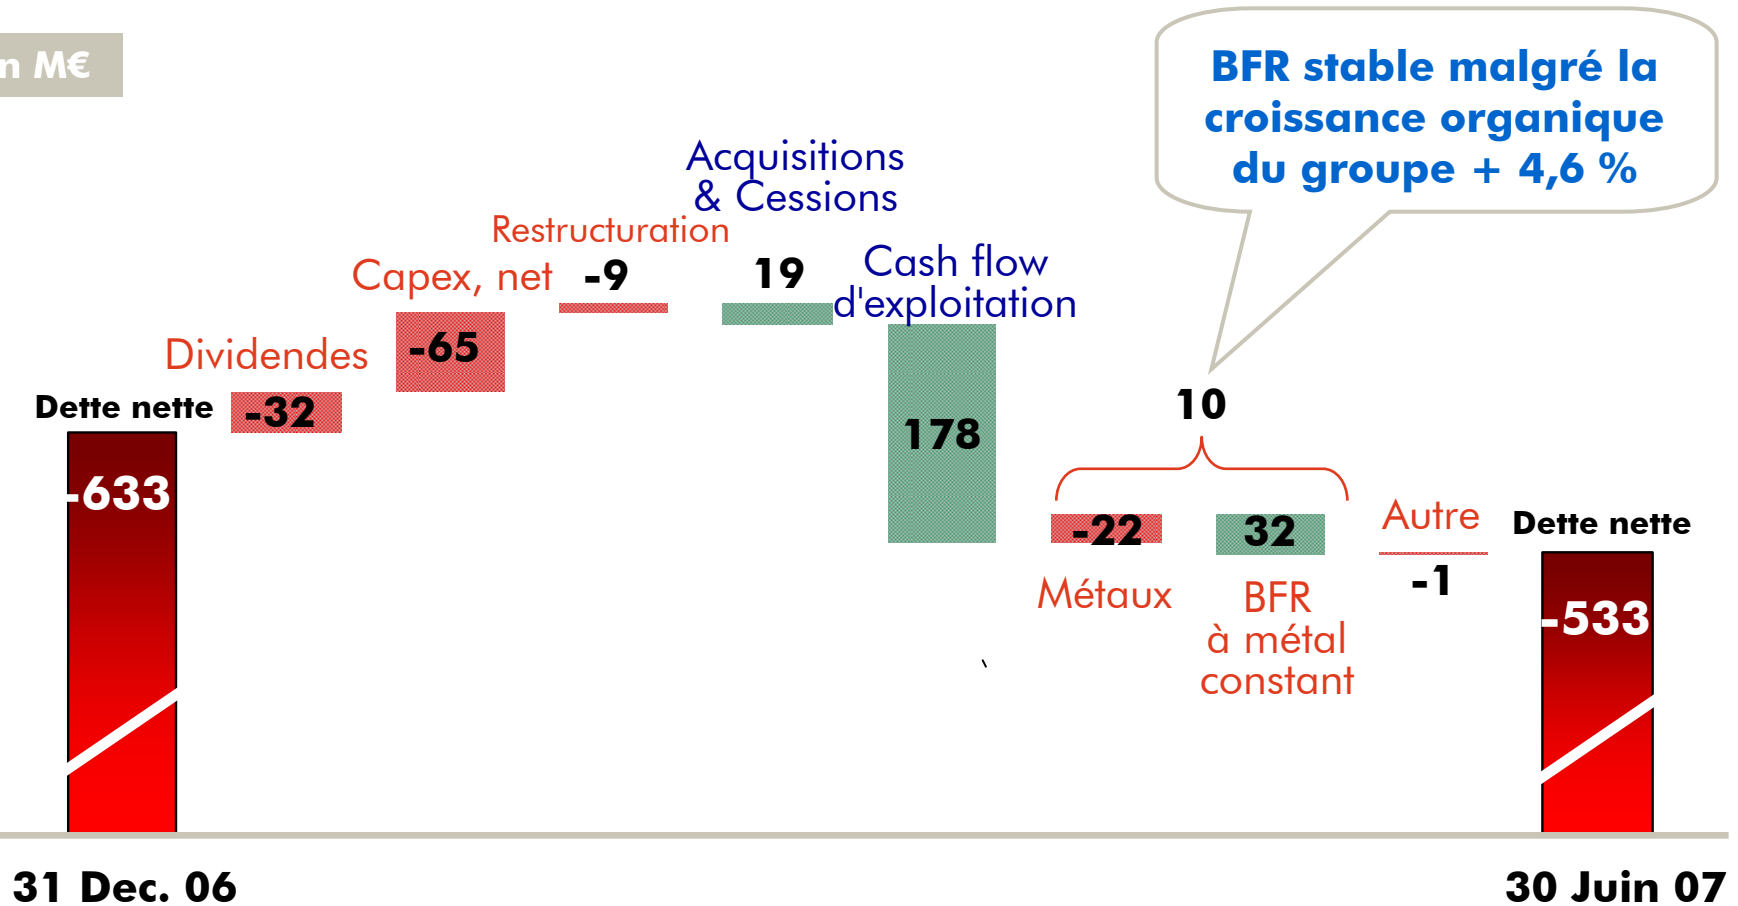 n M€
BFR stable malgré la
croissance organique
du groupe + 4,6 %
Acquisitions
& Cessions
Restructuration
Capex, net
-9
19
Cash flow
d'exploitation
Dividendes
-65
Dette nette
-32
178
10
-633
-22
32
Autre
Dette nette
-1
Métaux
BFR
à métal
constant
-533
31 Dec. 06
30 Juin 07